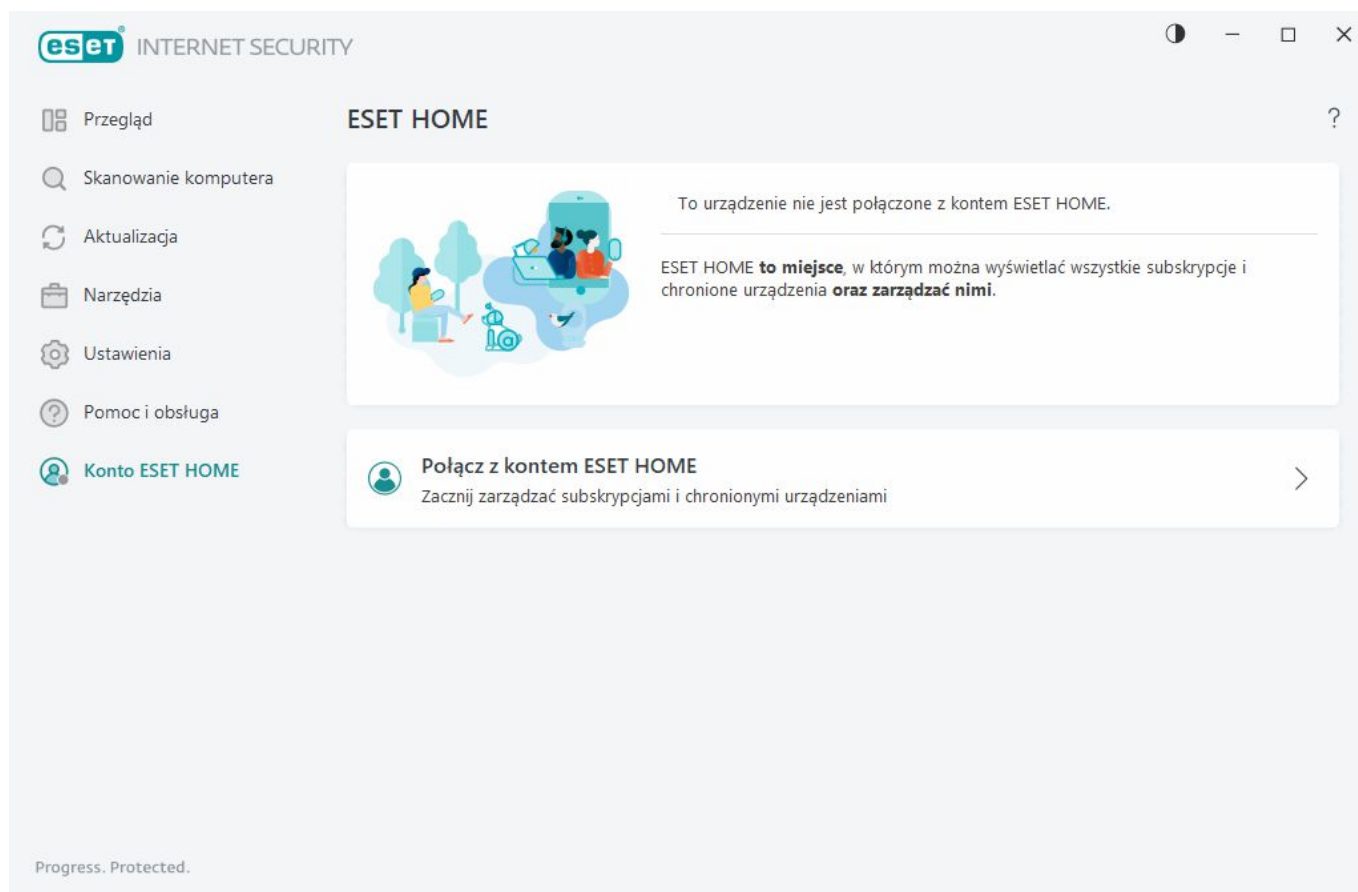 eset® INTERNET SECURITY
Przegląd
Skanowanie komputera
Aktualizacja
Narzędzia
Ustawienia
Pomoc i obsługa
Konto ESET HOME
ESET HOME
?
To urządzenie nie jest połączone z kontem ESET HOME.
ESET HOME to miejsce, w którym można wyświetlać wszystkie subskrypcje i
chronione urządzenia oraz zarządzać nimi.
Połącz z kontem ESET HOME
Zacznij zarządzać subskrypcjami i chronionymi urządzeniami
Progress. Protected.